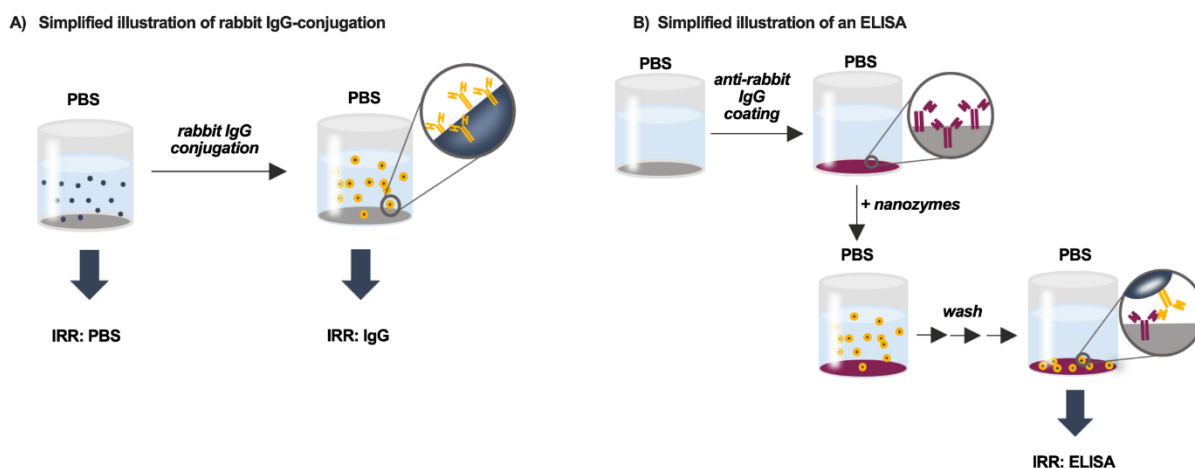 A) Simplified illustration of rabbit IgG-conjugation
PBS
rabbit IgG
conjugation
PBS
IRR: PBS
IRR: IgG
B) Simplified illustration of an ELISA
PBS
anti-rabbit
IgG
coating
PBS
+ nanozymes
PBS
wash
PBS
IRR: ELISA